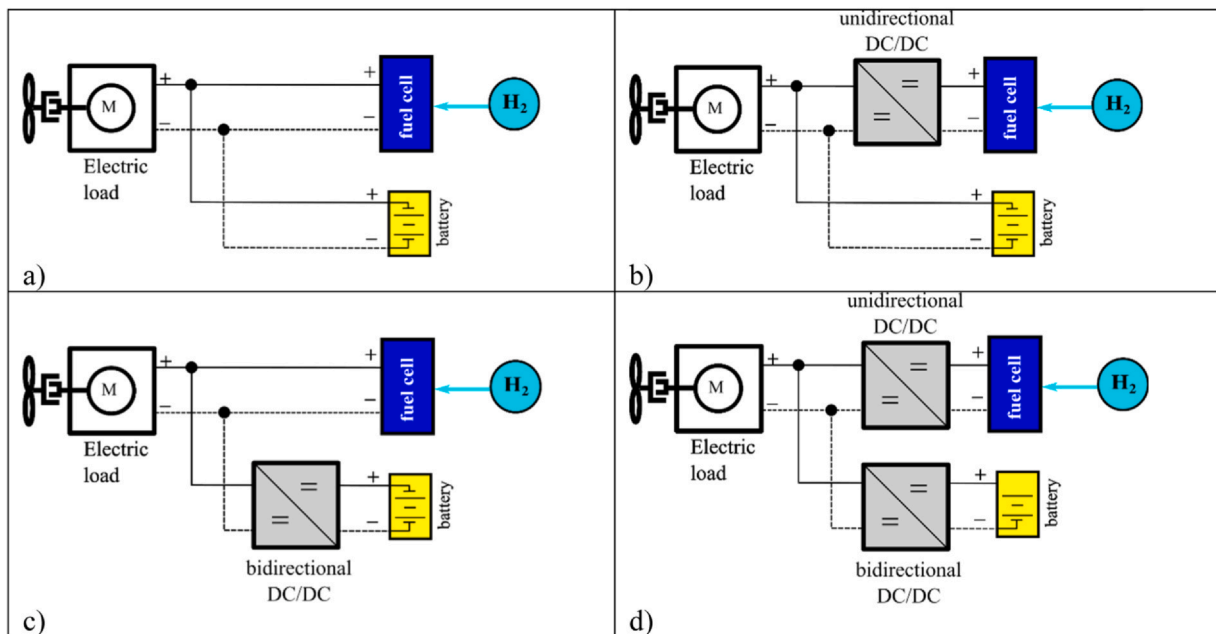 +
+
M
fuel cell
H₂
−
−
Electric
load
+
−
battery
a)
unidirectional
DC/DC
+
=
+
M
fuel cell
H₂
−
=
−
Electric
load
+
−
battery
b)
+
+
M
fuel cell
H₂
−
−
Electric
load
=
+
=
−
battery
bidirectional
DC/DC
c)
unidirectional
DC/DC
+
=
+
M
fuel cell
H₂
−
=
−
Electric
load
=
+
=
−
battery
bidirectional
DC/DC
d)